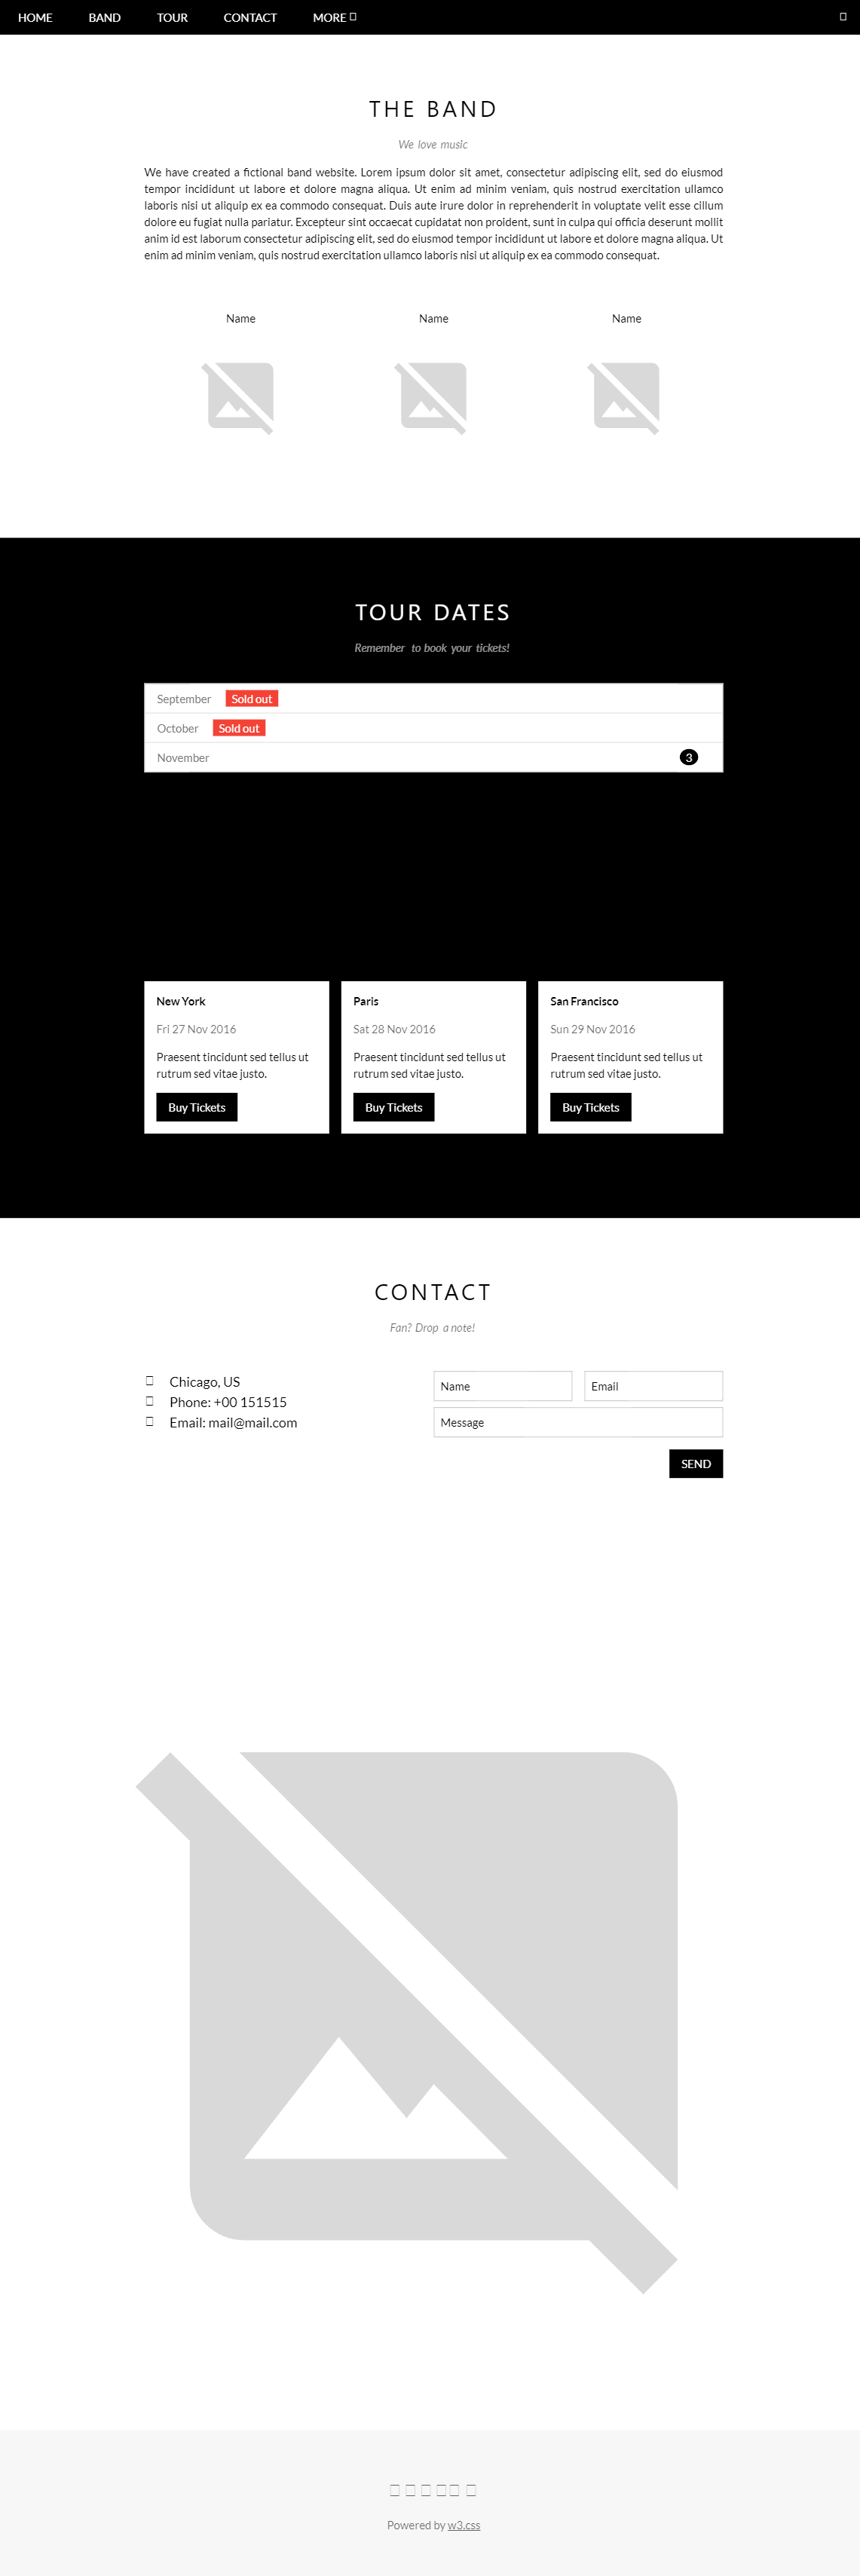 HOME BAND TOUR CONTACT MORE
THE BAND
We love music
We have created a fictional band website. Lorem ipsum dolor sit amet, consectetur adipiscing elit, sed do eiusmod
tempor incididunt ut labore et dolore magna aliqua. Ut enim ad minim veniam, quis nostrud exercitation ullamco
laboris nisi ut aliquip ex ea commodo consequat. Duis aute irure dolor in reprehenderit in voluptate velit esse cillum
dolore eu fugiat nulla pariatur. Excepteur sint occaecat cupidatat non proident, sunt in culpa qui officia deserunt mollit
anim id est laborum consectetur adipiscing elit, sed do eiusmod tempor incididunt ut labore et dolore magna aliqua. Ut
enim ad minim veniam, quis nostrud exercitation ullamco laboris nisi ut aliquip ex ea commodo consequat.
Name Name Name
TOUR DATES
Remember to book your tickets!
September Sold out
October Sold out
November 3
New York
Fri 27 Nov 2016
Praesent tincidunt sed tellus ut
rutrum sed vitae justo.
Buy Tickets
Paris
Sat 28 Nov 2016
Praesent tincidunt sed tellus ut
rutrum sed vitae justo.
Buy Tickets
San Francisco
Sun 29 Nov 2016
Praesent tincidunt sed tellus ut
rutrum sed vitae justo.
Buy Tickets
CONTACT
Fan? Drop a note!
Chicago, US
Phone: +00 151515
Email: mail@mail.com
Name Email
Message
SEND
Powered by w3.css